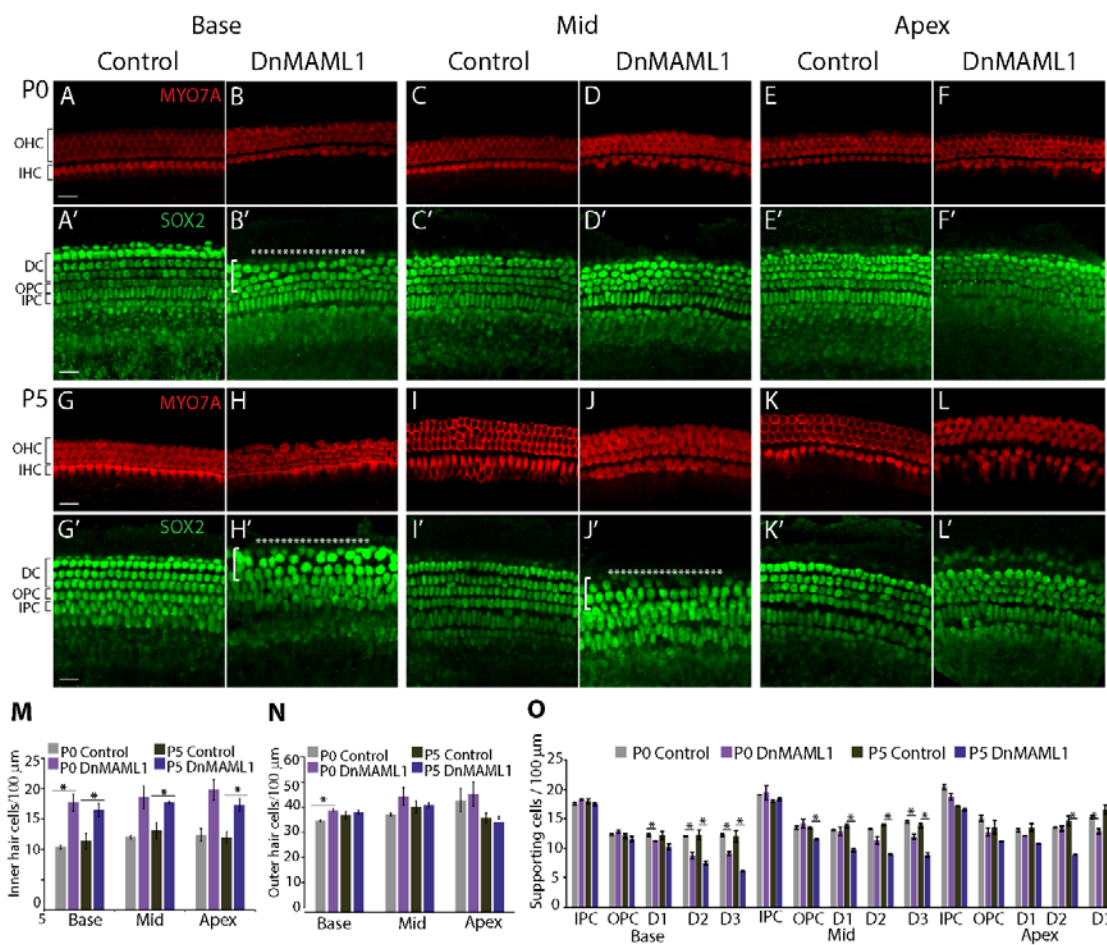 Base Mid Apex
Control DnMAML1 Control DnMAML1 Control DnMAML1
P0
A MYO7A B C D E F
OHC
IHC
A' SOX2 B' C' D' E' F'
*******************
DC
OPC
IPC
P5
G MYO7A H I J K L
OHC
IHC
G' SOX2 H' I' J' K' L'
*******************
DC
OPC
IPC
M
P0 Control P5 Control
P0 DnMAML1 P5 DnMAML1
Inner hair cells/100 μm
25
20
15
10
5
* * * *
Base Mid Apex
N
P0 Control P5 Control
P0 DnMAML1 P5 DnMAML1
Outer hair cells/100 μm
60
50
40
30
20
10
0
*
Base Mid Apex
O
P0 Control P0 DnMAML1 P5 Control P5 DnMAML1
Supporting cells / 100 μm
25
20
15
10
5
0
IPC OPC D1 D2 D3 IPC OPC D1 D2 D3 IPC OPC D1 D2 D1
Base Mid Apex